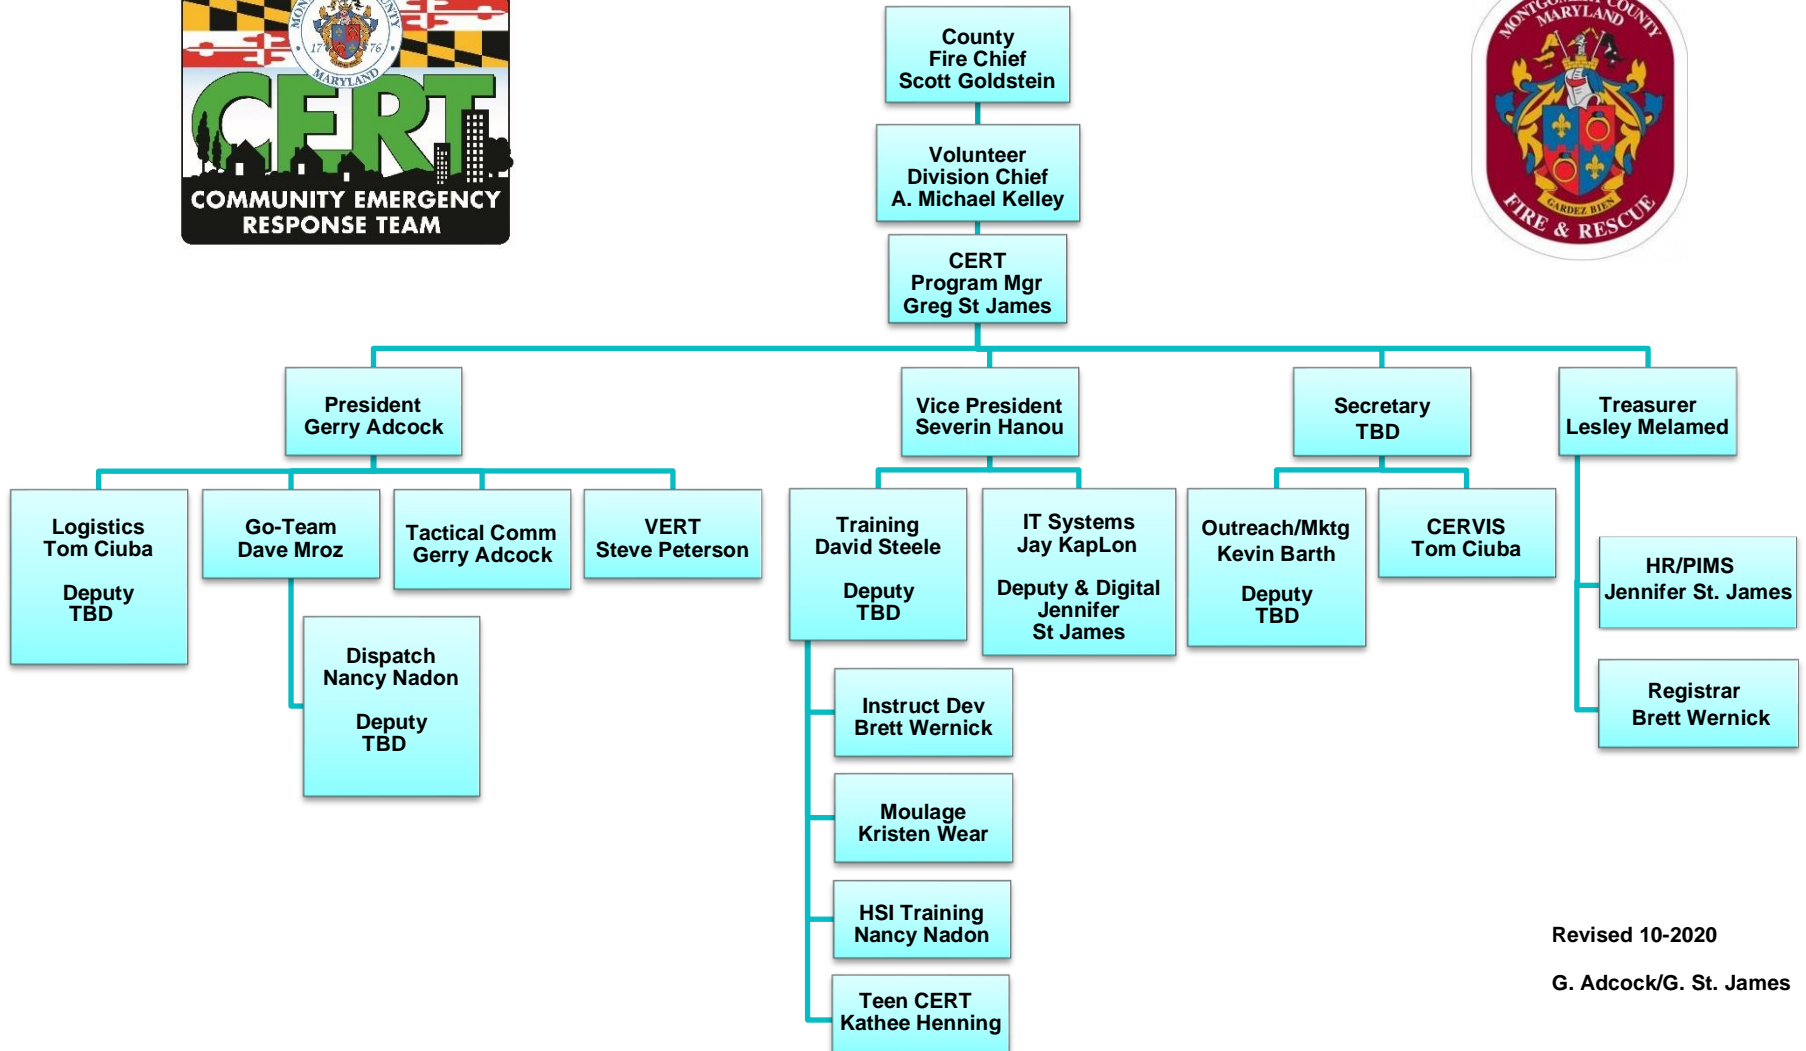 MONTGOMERY COUNTY
17 76
MARYLAND
CERT
COMMUNITY EMERGENCY
RESPONSE TEAM
County
Fire Chief
Scott Goldstein
MONTGOMERY COUNTY
MARYLAND
GARDEZ BIEN
FIRE & RESCUE
Volunteer
Division Chief
A. Michael Kelley
CERT
Program Mgr
Greg St James
President
Gerry Adcock
Vice President
Severin Hanou
Secretary
TBD
Treasurer
Lesley Melamed
Logistics
Tom Ciuba
Deputy
TBD
Go-Team
Dave Mroz
Tactical Comm
Gerry Adcock
VERT
Steve Peterson
Training
David Steele
Deputy
TBD
IT Systems
Jay KapLon
Deputy & Digital
Jennifer
St James
Outreach/Mktg
Kevin Barth
Deputy
TBD
CERVIS
Tom Ciuba
HR/PIMS
Jennifer St. James
Dispatch
Nancy Nadon
Deputy
TBD
Registrar
Brett Wernick
Instruct Dev
Brett Wernick
Moulage
Kristen Wear
HSI Training
Nancy Nadon
Teen CERT
Kathee Henning
Revised 10-2020
G. Adcock/G. St. James